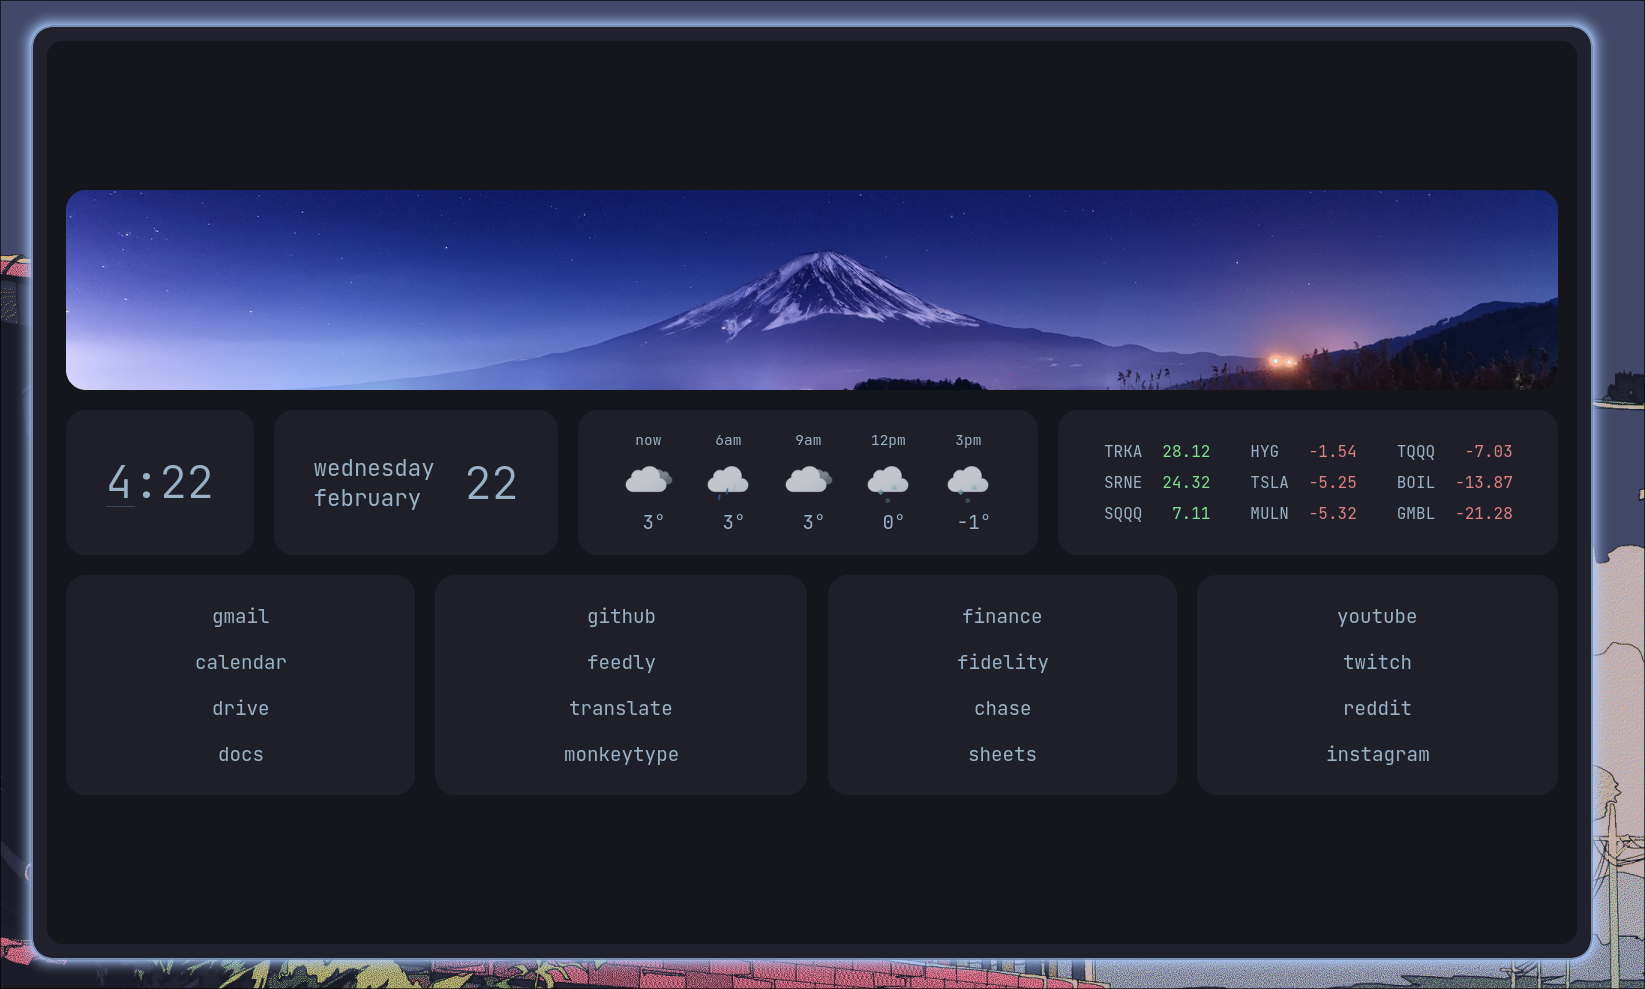 4:22
wednesday
february
22
now 6am 9am 12pm 3pm
3° 3° 3° 0° -1°
TRKA 28.12 HYG -1.54 TQQQ -7.03
SRNE 24.32 TSLA -5.25 BOIL -13.87
SQQQ 7.11 MULN -5.32 GMBL -21.28
gmail
calendar
drive
docs
github
feedly
translate
monkeytype
finance
fidelity
chase
sheets
youtube
twitch
reddit
instagram